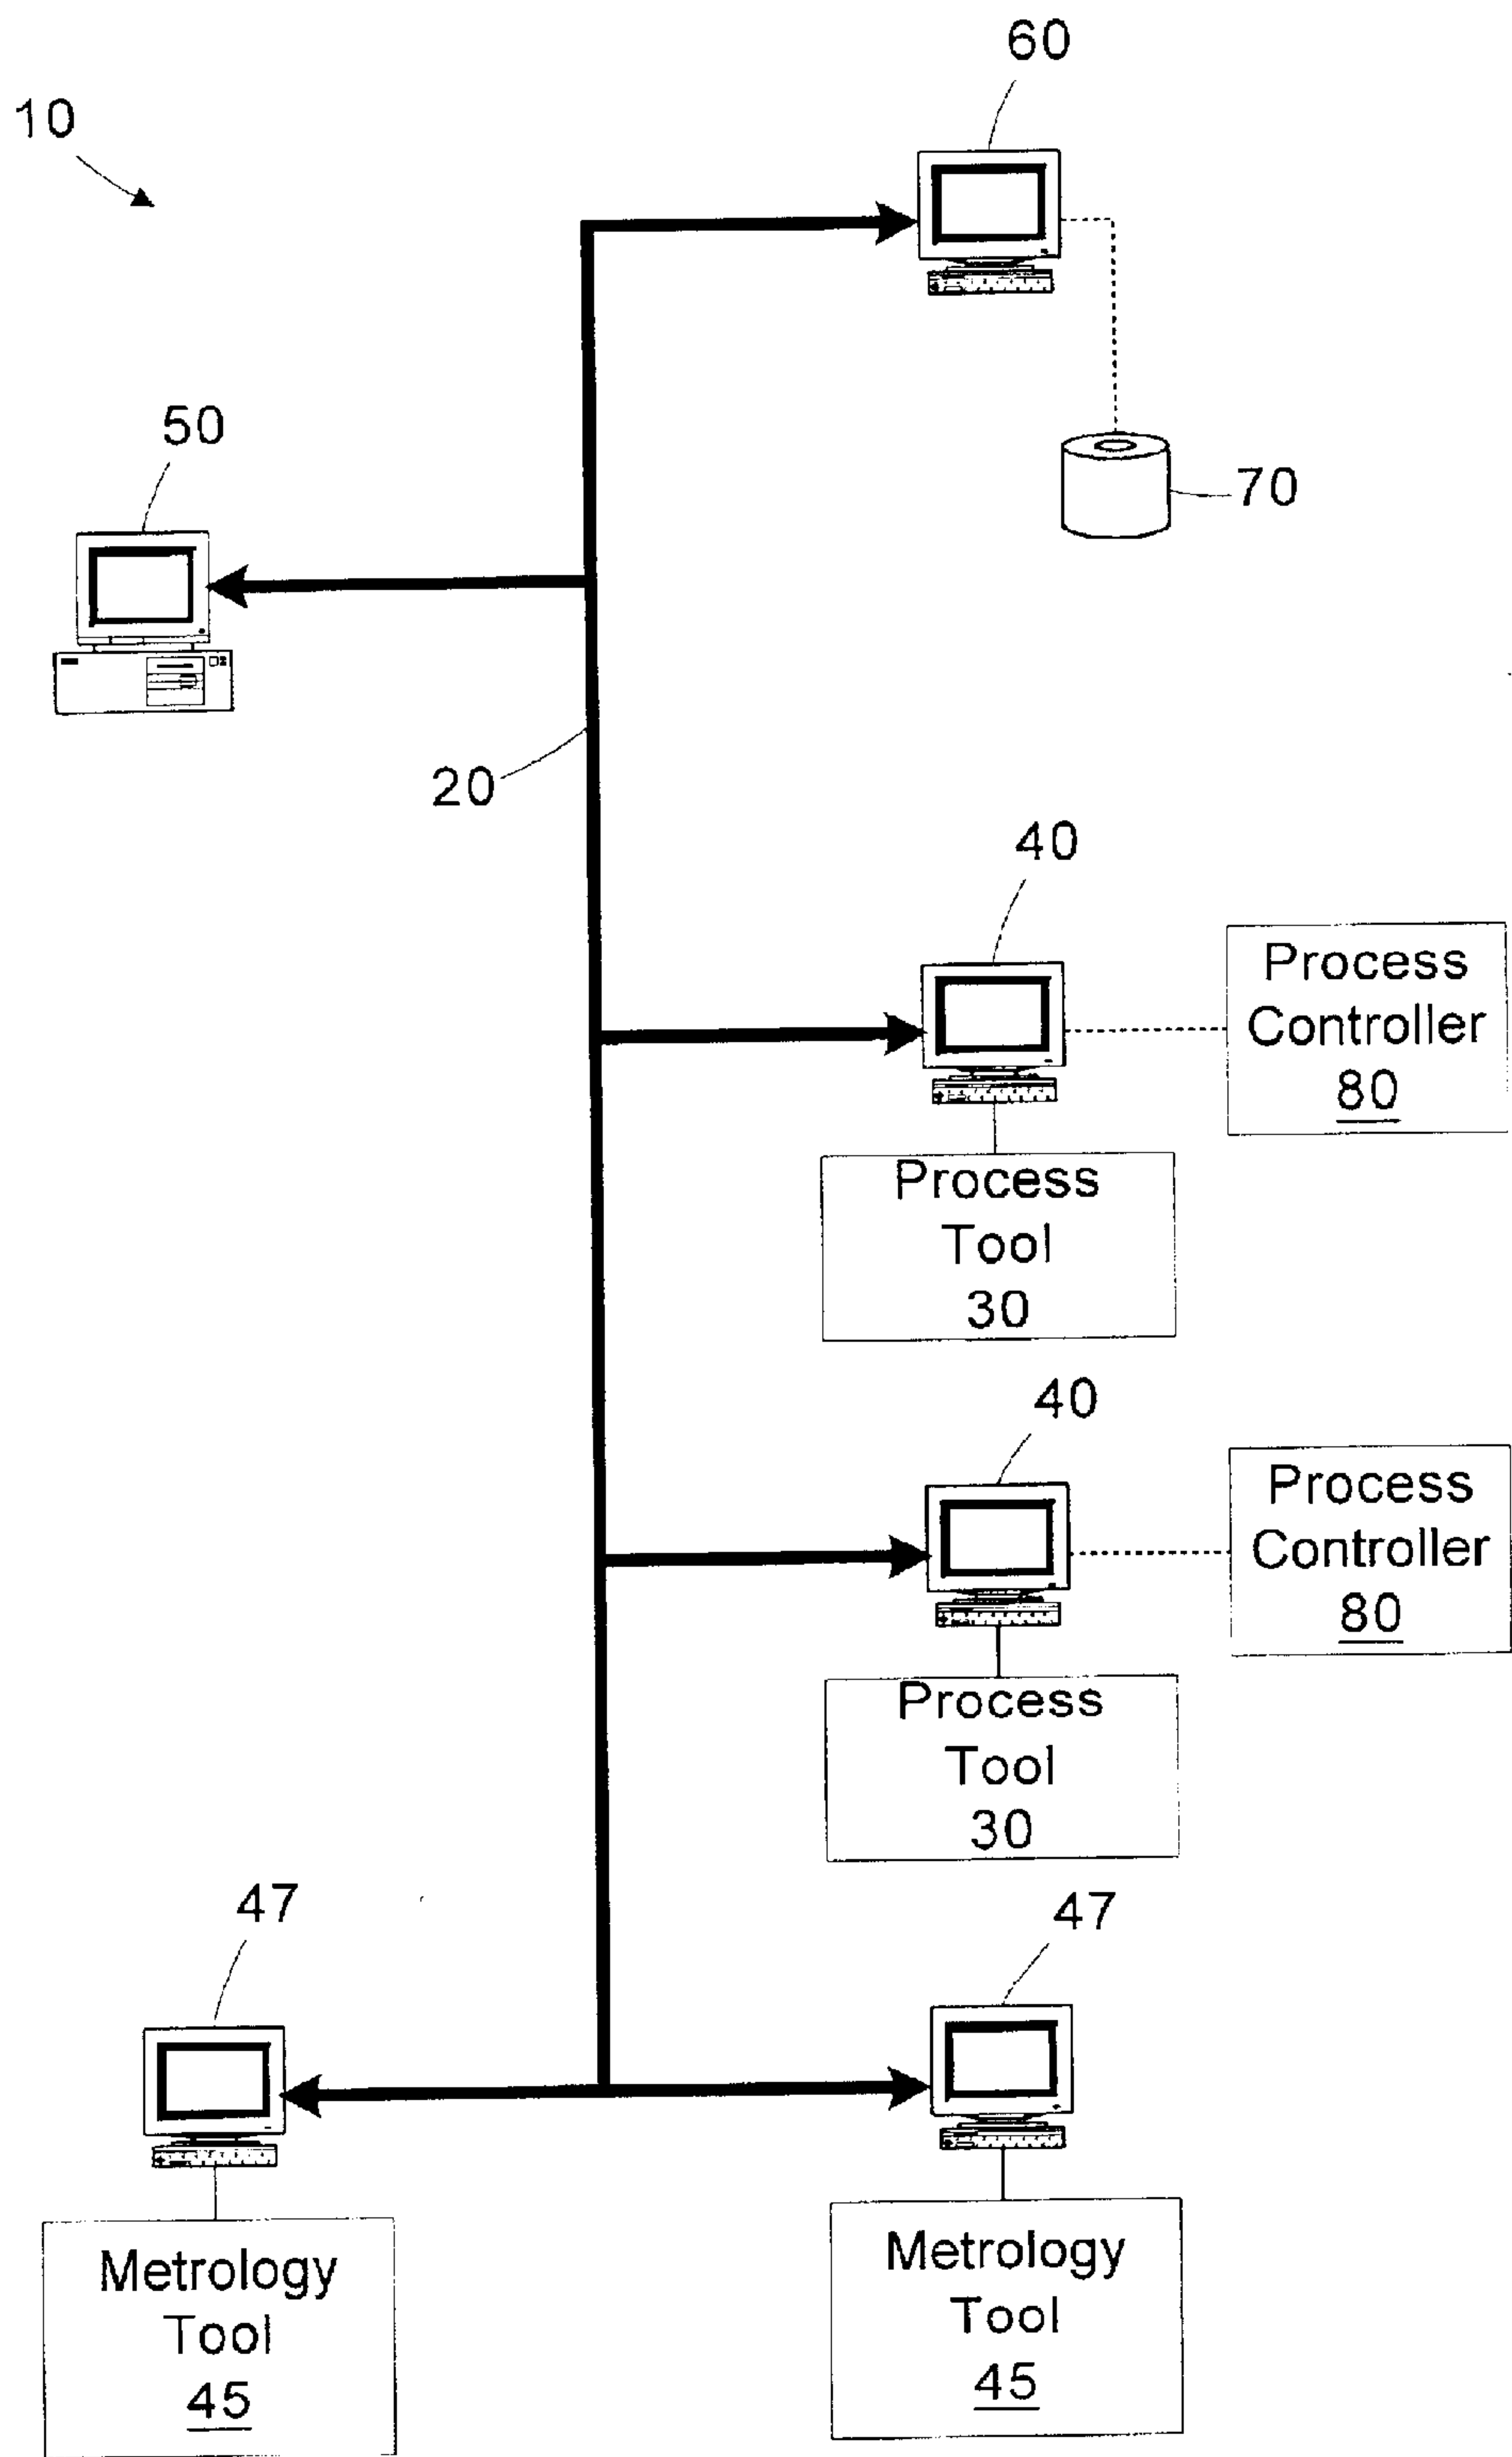 60
10
50
70
20
40
Process
Controller
80
Process
Tool
30
40
Process
Controller
80
Process
Tool
30
47
47
Metrology
Tool
45
Metrology
Tool
45